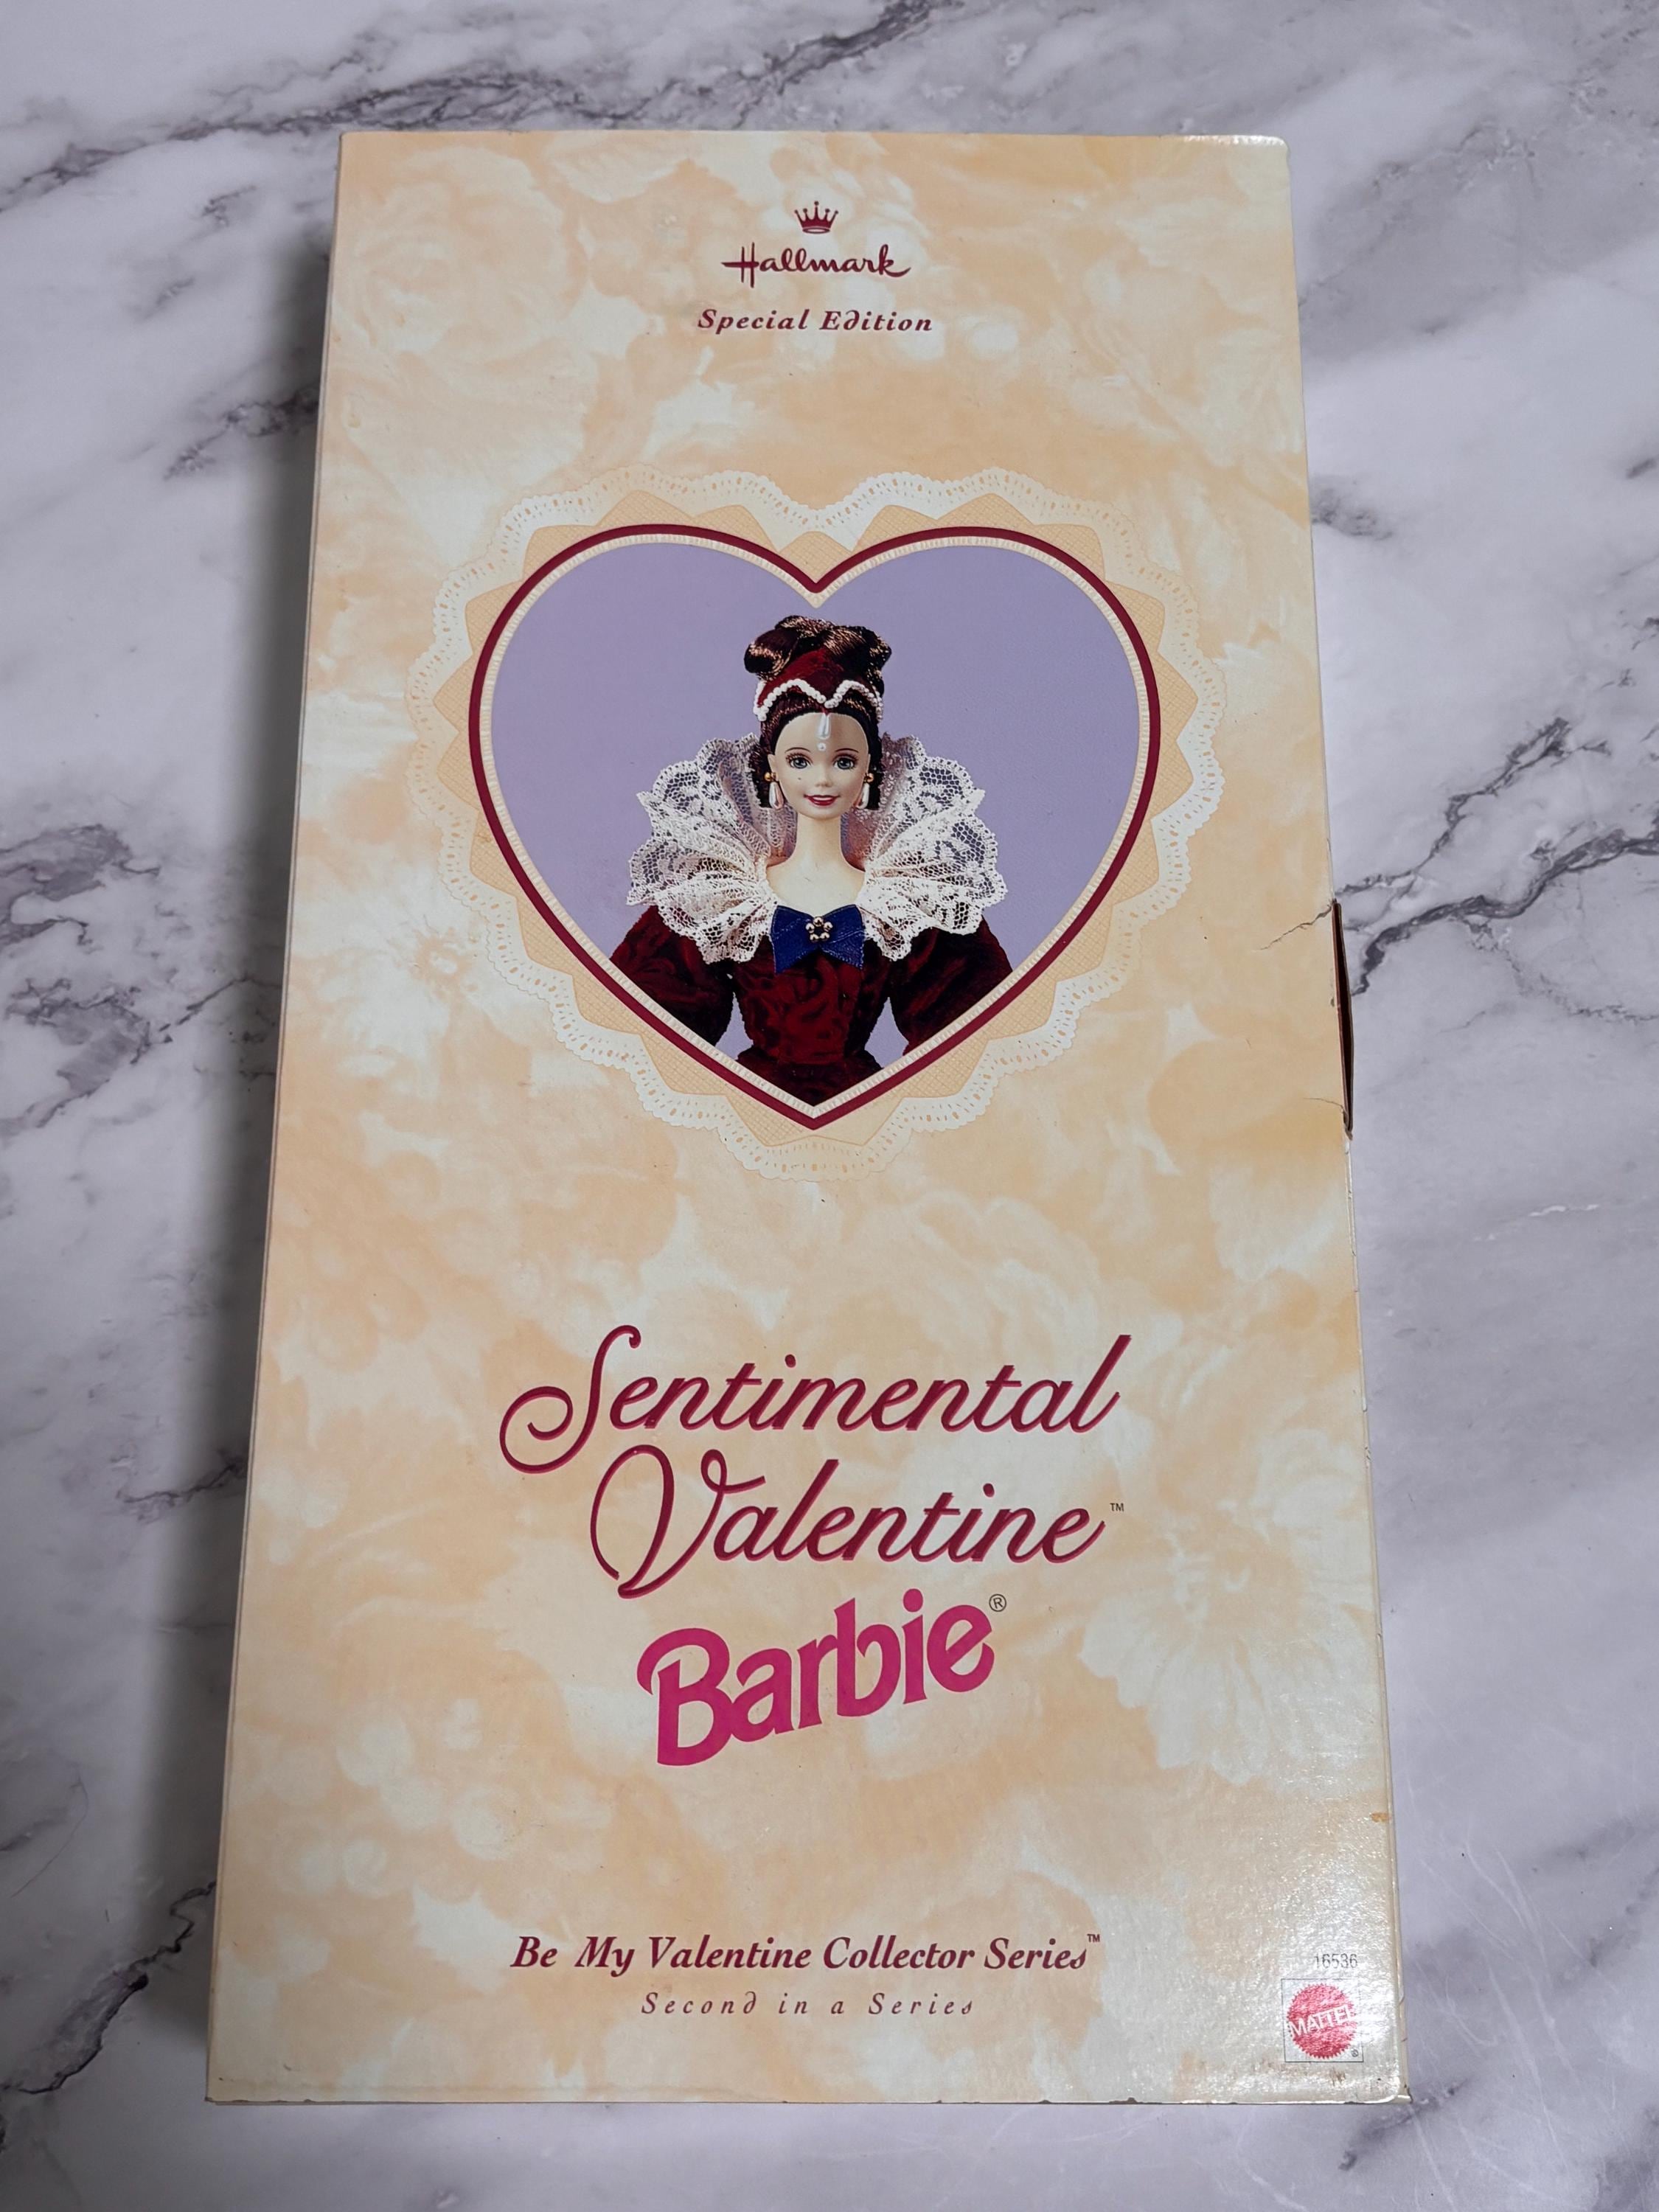 Hallmark
Special Edition
Sentimental
Valentine™
Barbie®
Be My Valentine Collector Series™
Second in a Series
16536
MATTEL
®